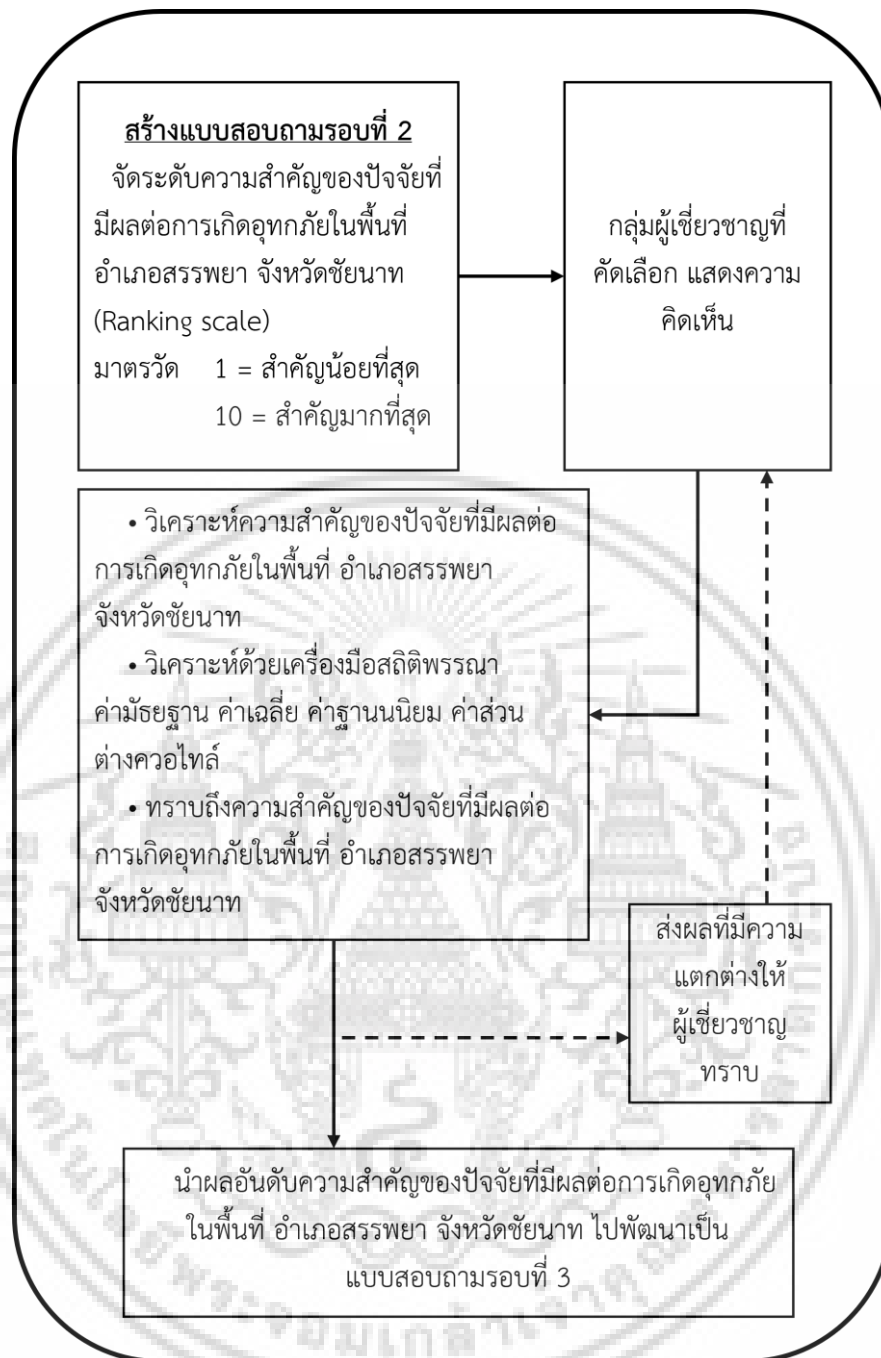 สร้างแบบสอบถามรอบที่ 2
จัดระดับความสำคัญของปัจจัยที่
มีผลต่อการเกิดอุทกภัยในพื้นที่
อำเภอสรรพยา จังหวัดชัยนาท
(Ranking scale)
มาตรวัด 1 = สำคัญน้อยที่สุด
10 = สำคัญมากที่สุด
กลุ่มผู้เชี่ยวชาญที่
คัดเลือก แสดงความ
คิดเห็น
• วิเคราะห์ความสำคัญของปัจจัยที่มีผลต่อ
การเกิดอุทกภัยในพื้นที่ อำเภอสรรพยา
จังหวัดชัยนาท
• วิเคราะห์ด้วยเครื่องมือสถิติพรรณา
ค่ามัธยฐาน ค่าเฉลี่ย ค่าฐานนนิยม ค่าส่วน
ต่างควอไทล์
• ทราบถึงความสำคัญของปัจจัยที่มีผลต่อ
การเกิดอุทกภัยในพื้นที่ อำเภอสรรพยา
จังหวัดชัยนาท
ส่งผลที่มีความ
แตกต่างให้
ผู้เชี่ยวชาญ
ทราบ
นำผลอันดับความสำคัญของปัจจัยที่มีผลต่อการเกิดอุทกภัย
ในพื้นที่ อำเภอสรรพยา จังหวัดชัยนาท ไปพัฒนาเป็น
แบบสอบถามรอบที่ 3